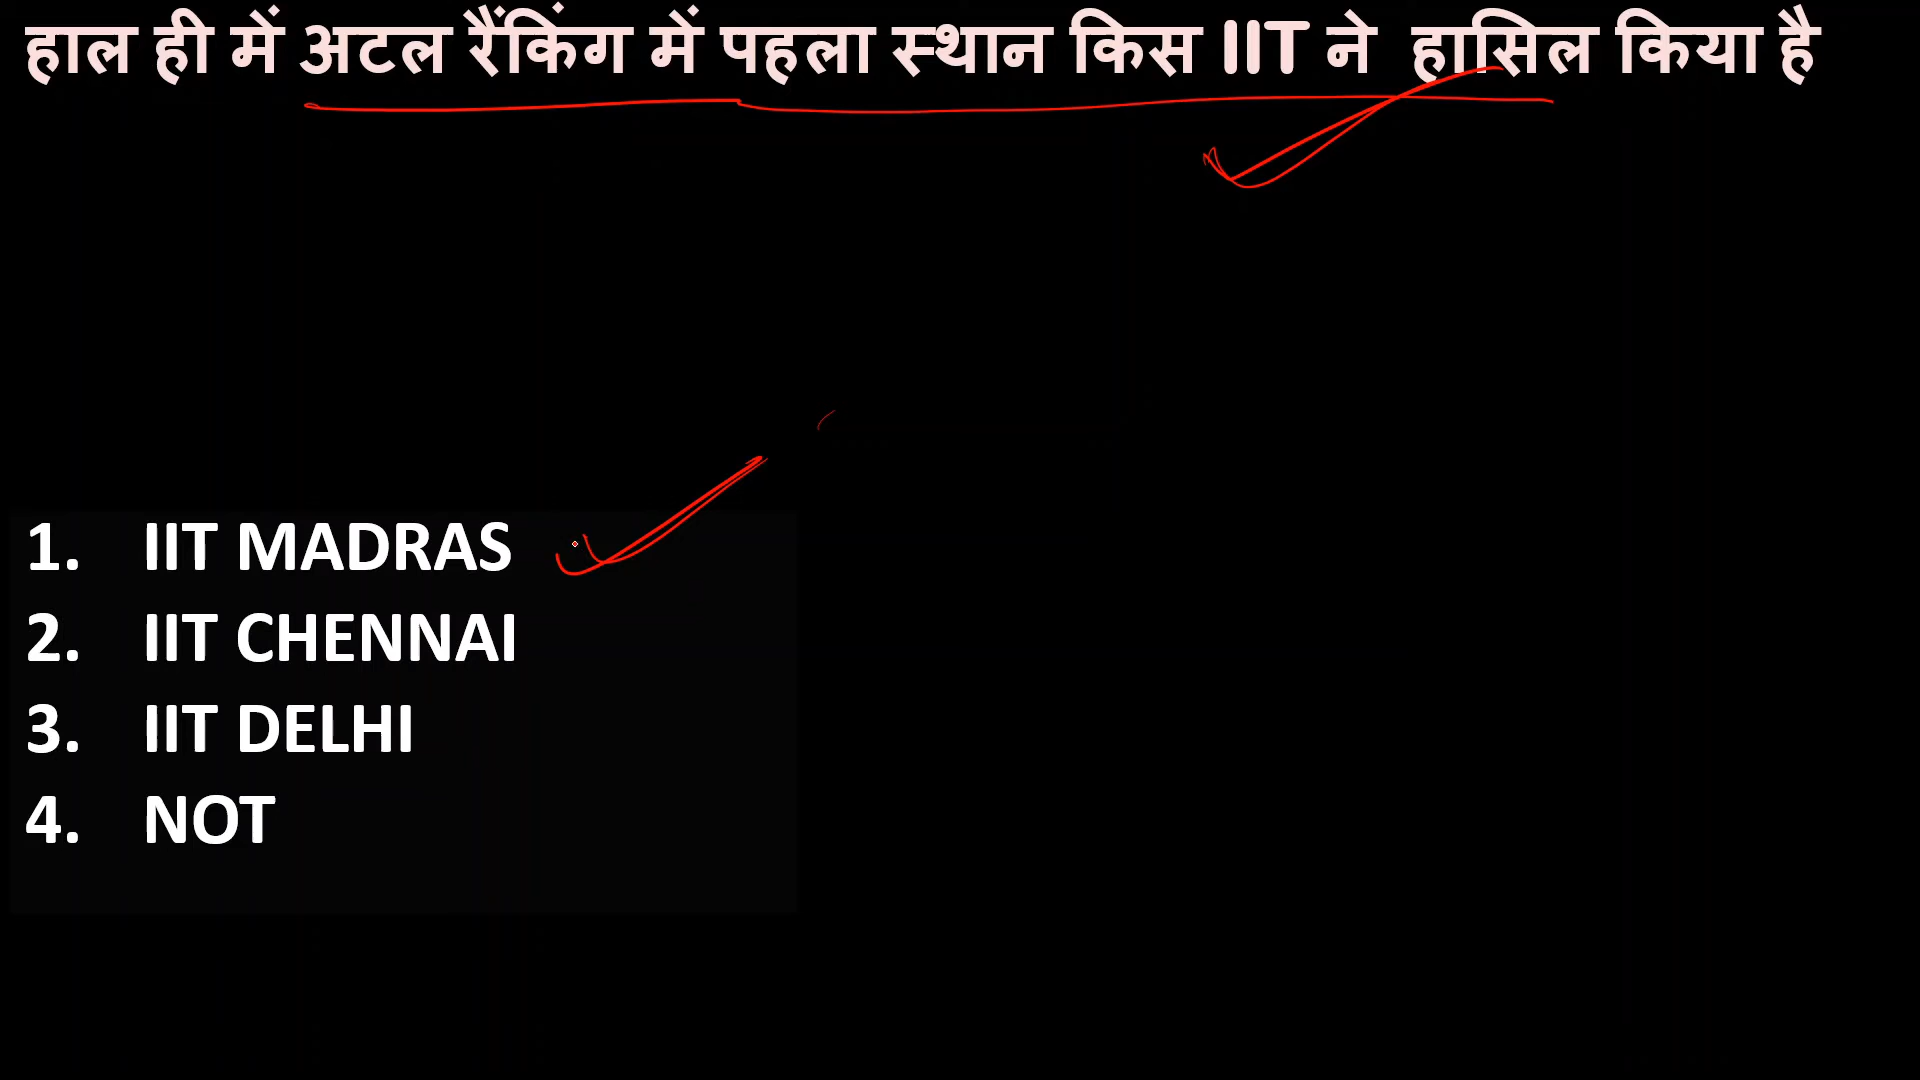 हाल ही में अटल रैंकिंग में पहला स्थान किस IIT ने हासिल किया है
1. IIT MADRAS
2. IIT CHENNAI
3. IIT DELHI
4. NOT